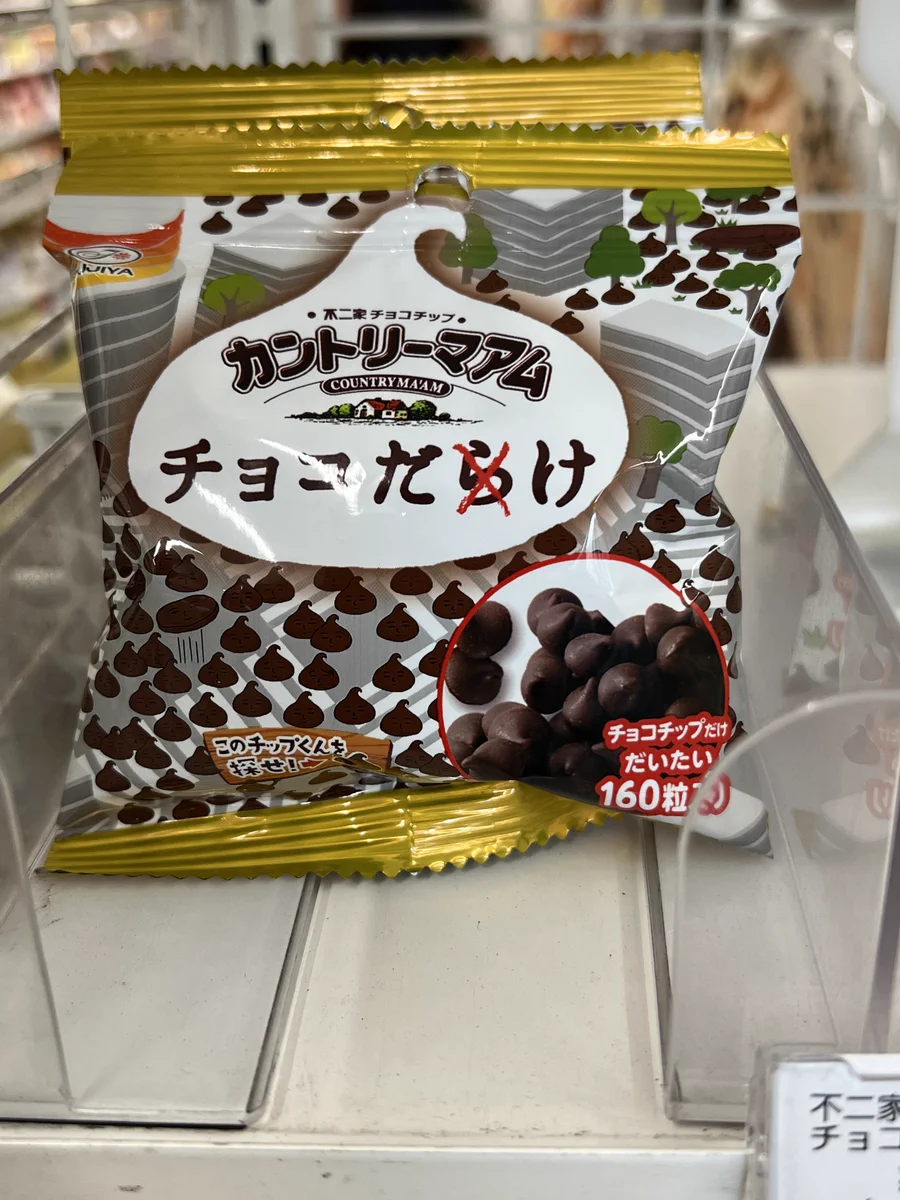 不二家 チョコチップ
カントリーマアム
COUNTRY MA'AM
チョコだらけ
このチップくんを
探せ!
チョコチップだけ
だいたい
160粒
不二家
チョコ